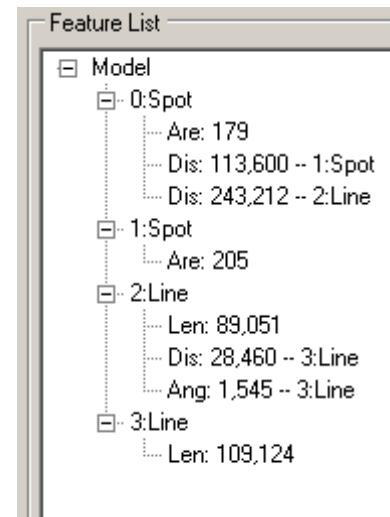 Feature List
Model
0:Spot
Are: 179
Dis: 113,600 -- 1:Spot
Dis: 243,212 -- 2:Line
1:Spot
Are: 205
2:Line
Len: 89,051
Dis: 28,460 -- 3:Line
Ang: 1,545 -- 3:Line
3:Line
Len: 109,124